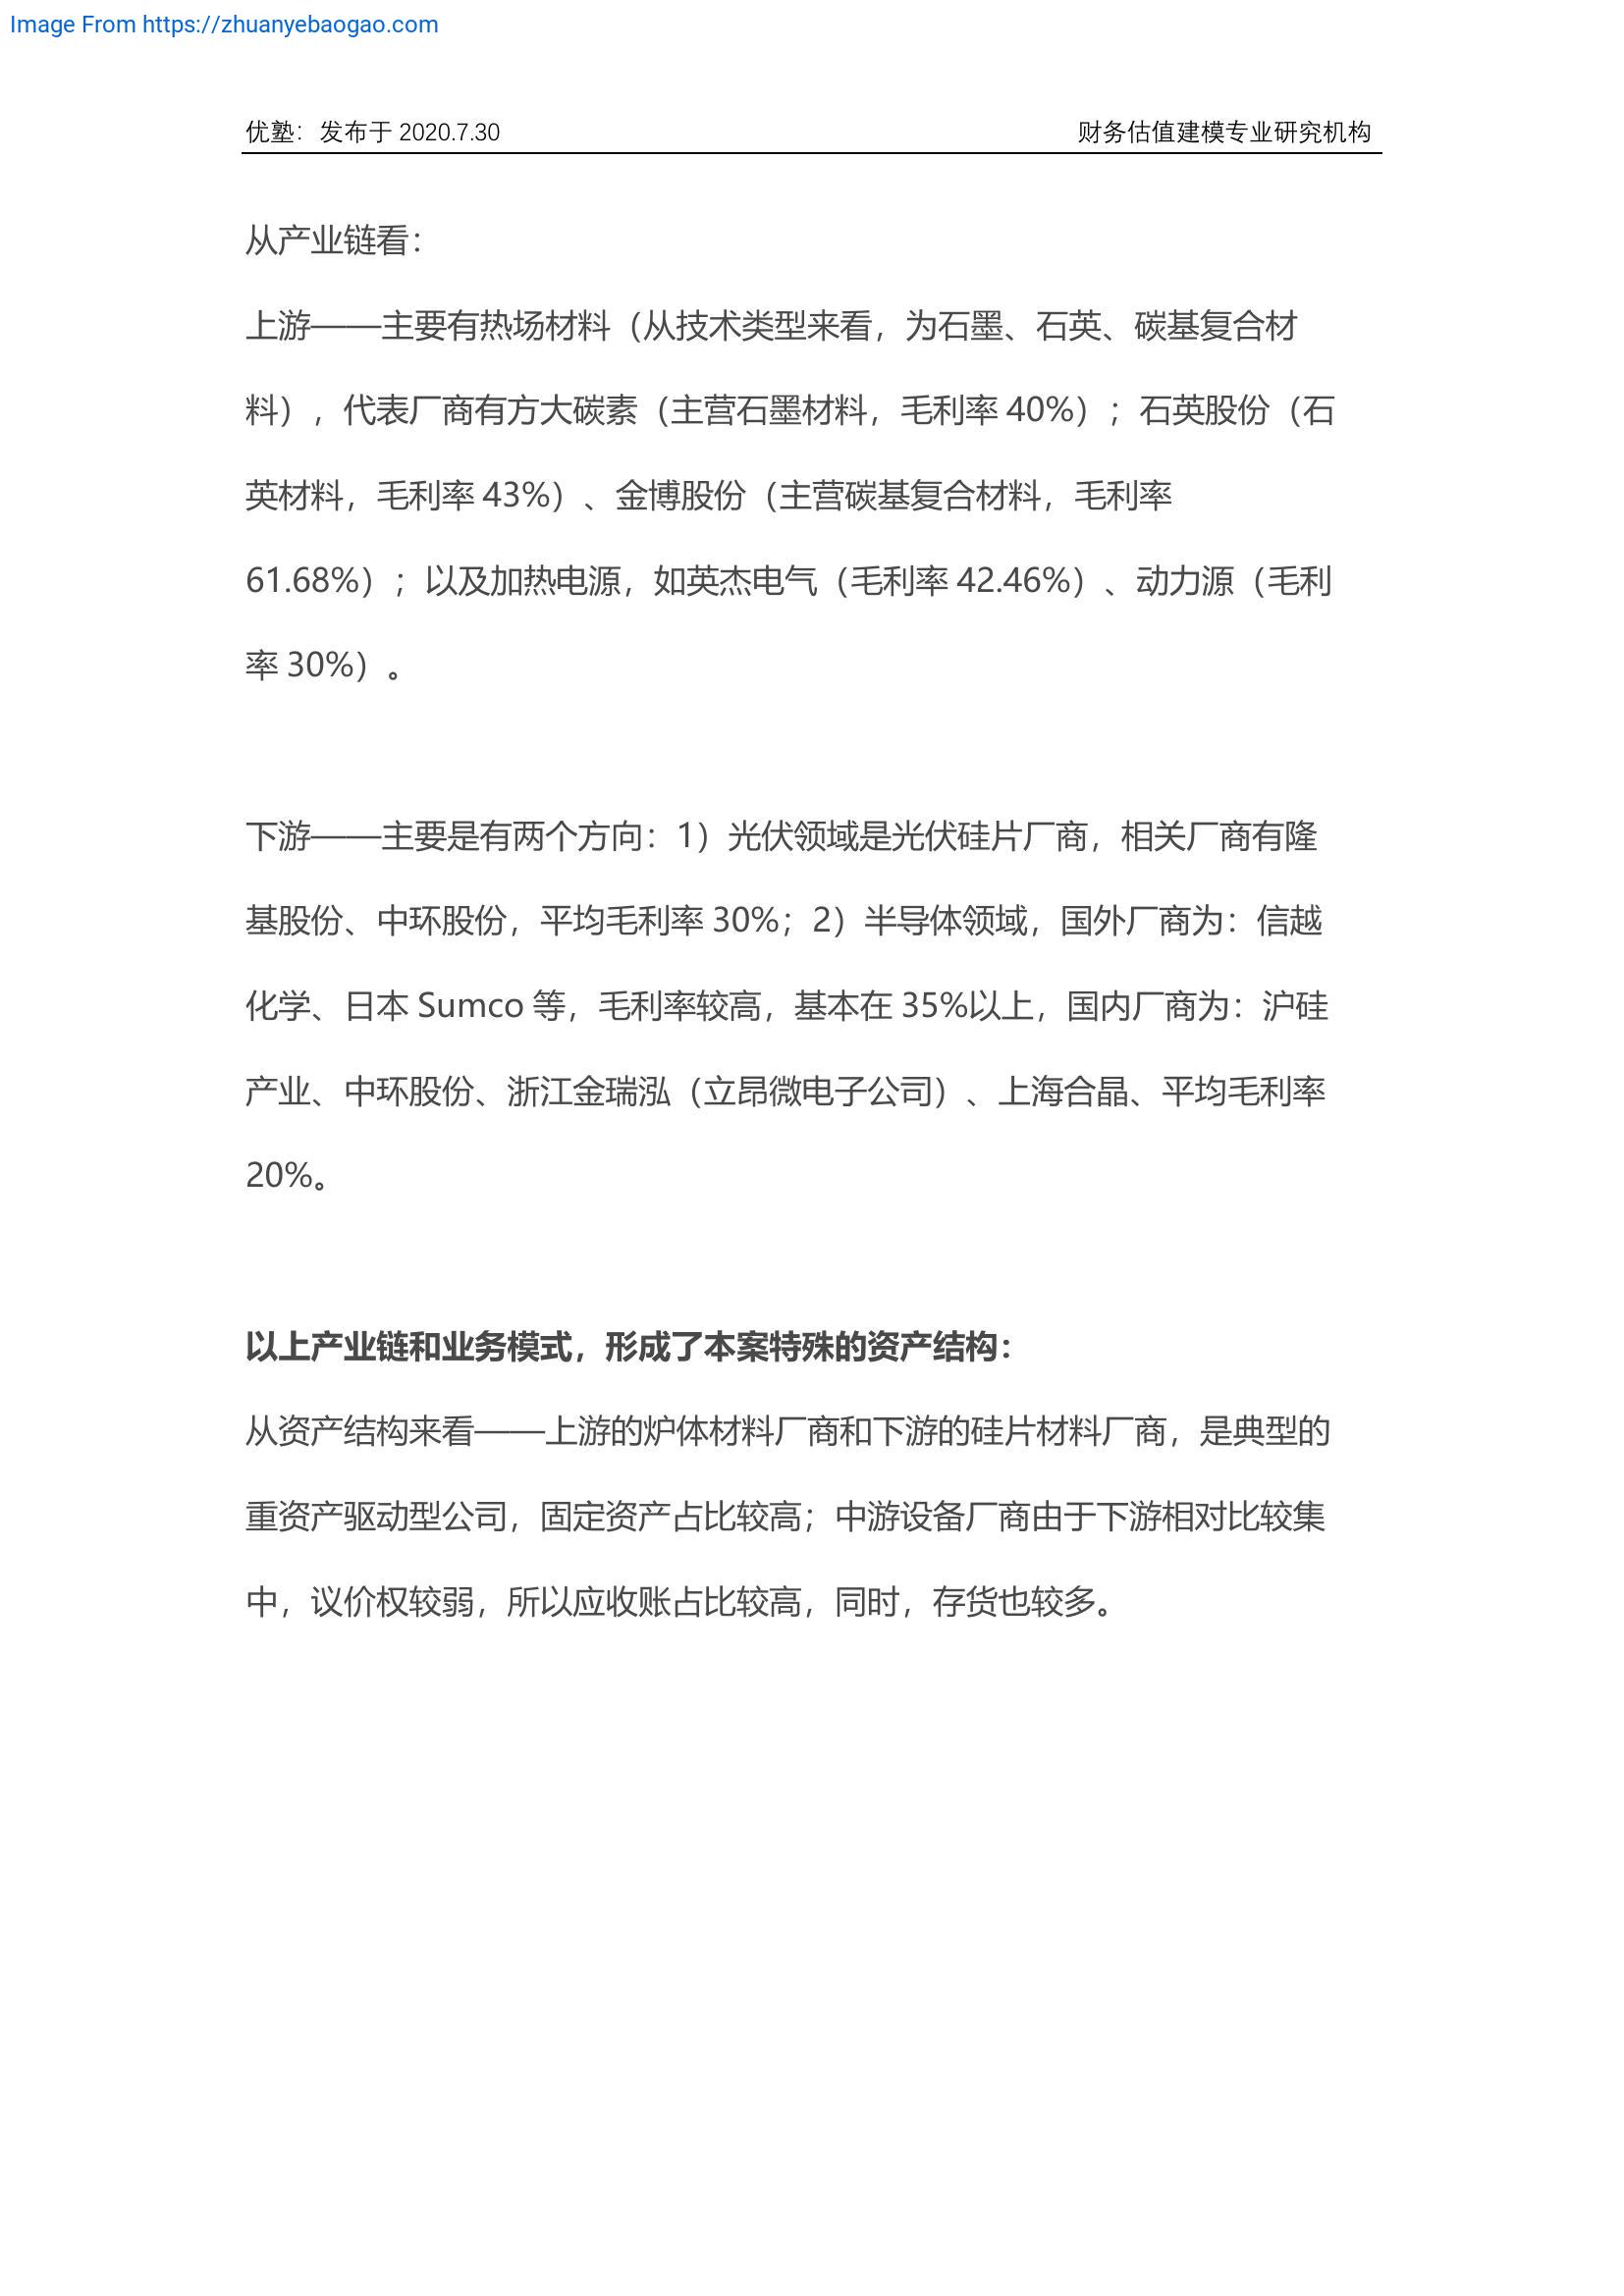 Image From https://zhuanyebaogao.com
优塾：发布于 2020.7.30 财务估值建模专业研究机构
从产业链看：
上游——主要有热场材料（从技术类型来看，为石墨、石英、碳基复合材
料），代表厂商有方大碳素（主营石墨材料，毛利率 40%）；石英股份（石
英材料，毛利率 43%）、金博股份（主营碳基复合材料，毛利率
61.68%）；以及加热电源，如英杰电气（毛利率 42.46%）、动力源（毛利
率 30%）。
下游——主要是有两个方向：1）光伏领域是光伏硅片厂商，相关厂商有隆
基股份、中环股份，平均毛利率 30%；2）半导体领域，国外厂商为：信越
化学、日本 Sumco 等，毛利率较高，基本在 35%以上，国内厂商为：沪硅
产业、中环股份、浙江金瑞泓（立昂微电子公司）、上海合晶、平均毛利率
20%。
以上产业链和业务模式，形成了本案特殊的资产结构：
从资产结构来看——上游的炉体材料厂商和下游的硅片材料厂商，是典型的
重资产驱动型公司，固定资产占比较高；中游设备厂商由于下游相对比较集
中，议价权较弱，所以应收账占比较高，同时，存货也较多。